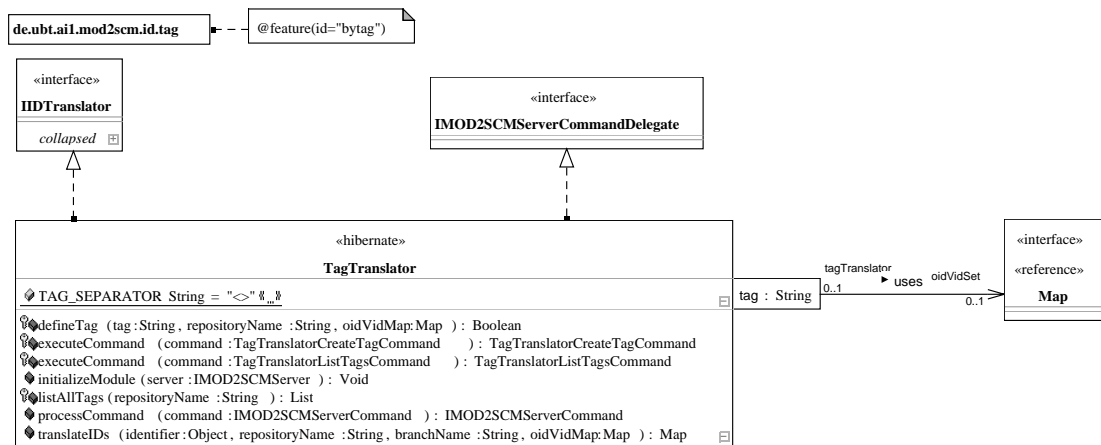 de.ubt.ai1.mod2scm.id.tag
@feature(id="bytag")
«interface»
IIDTranslator
collapsed
«interface»
IMOD2SCMServerCommandDelegate
«hibernate»
TagTranslator
TAG_SEPARATOR String = "<>"
defineTag (tag:String, repositoryName :String, oidVidMap:Map ) : Boolean
executeCommand (command :TagTranslatorCreateTagCommand ) : TagTranslatorCreateTagCommand
executeCommand (command :TagTranslatorListTagsCommand ) : TagTranslatorListTagsCommand
initializeModule (server :IMOD2SCMServer ) : Void
listAllTags (repositoryName :String ) : List
processCommand (command :IMOD2SCMServerCommand ) : IMOD2SCMServerCommand
translateIDs (identifier:Object, repositoryName :String, branchName :String, oidVidMap:Map ) : Map
tag : String
tagTranslator
0..1
uses
oidVidSet
0..1
«interface»
«reference»
Map